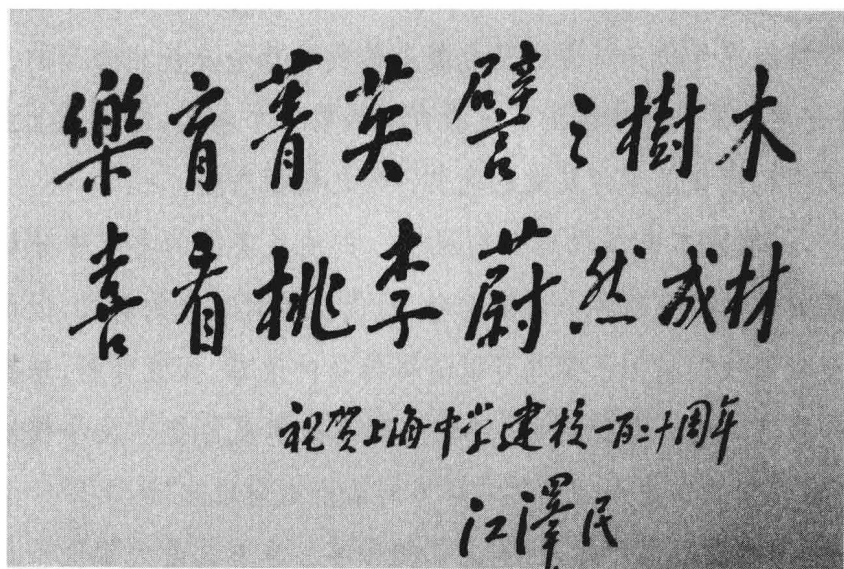 樂育菁英譬之樹木
喜看桃李蔚然成材
祝贺上海中学建校一百二十周年
江澤民